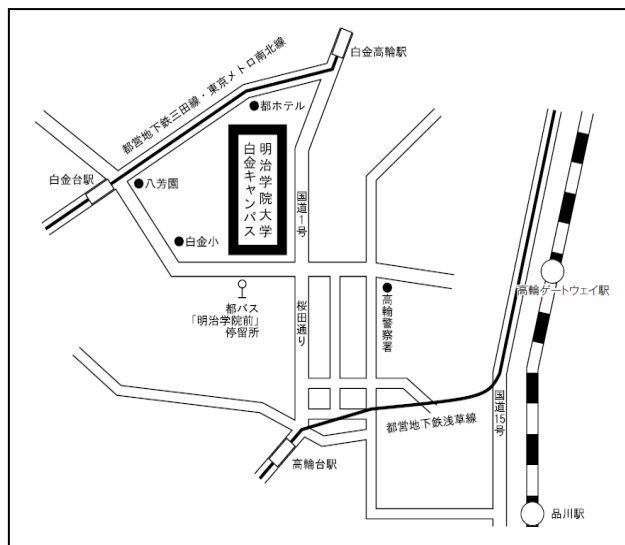 白金高輪駅
都営地下鉄三田線・東京メトロ南北線
都ホテル
明治学院大学
白金キャンパス
白金台駅
八芳園
国道1号
白金小
高輪ゲートウェイ駅
都バス
「明治学院前」
停留所
桜田通り
高輪警察署
国道15号
都営地下鉄浅草線
高輪台駅
品川駅